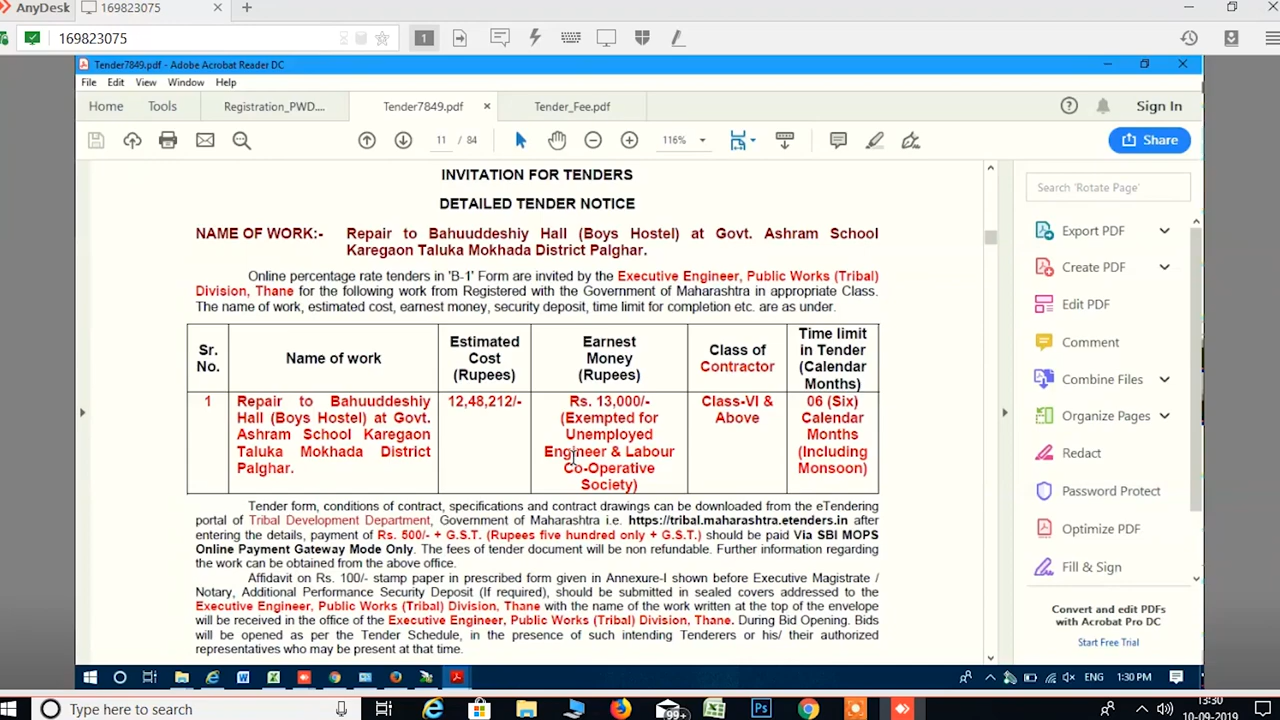 AnyDesk 169823075
169823075 1
Tender7849.pdf - Adobe Acrobat Reader DC
File Edit View Window Help
Home Tools Registration_PWD.... Tender7849.pdf Tender_Fee.pdf Sign In
11 / 84 116% Share
INVITATION FOR TENDERS
DETAILED TENDER NOTICE
NAME OF WORK:- Repair to Bahuuddeshiy Hall (Boys Hostel) at Govt. Ashram School
Karegaon Taluka Mokhada District Palghar.
Online percentage rate tenders in 'B-1' Form are invited by the Executive Engineer, Public Works (Tribal)
Division, Thane for the following work from Registered with the Government of Maharashtra in appropriate Class.
The name of work, estimated cost, earnest money, security deposit, time limit for completion etc. are as under.
Sr. No. Name of work Estimated Cost (Rupees) Earnest Money (Rupees) Class of Contractor Time limit in Tender (Calendar Months)
1 Repair to Bahuuddeshiy Hall (Boys Hostel) at Govt. Ashram School Karegaon Taluka Mokhada District Palghar. 12,48,212/- Rs. 13,000/- (Exempted for Unemployed Engineer & Labour Co-Operative Society) Class-VI & Above 06 (Six) Calendar Months (Including Monsoon)
Tender form, conditions of contract, specifications and contract drawings can be downloaded from the eTendering
portal of Tribal Development Department, Government of Maharashtra i.e. https://tribal.maharashtra.etenders.in after
entering the details, payment of Rs. 500/- + G.S.T. (Rupees five hundred only + G.S.T.) should be paid Via SBI MOPS
Online Payment Gateway Mode Only. The fees of tender document will be non refundable. Further information regarding
the work can be obtained from the above office.
Affidavit on Rs. 100/- stamp paper in prescribed form given in Annexure-I shown before Executive Magistrate /
Notary, Additional Performance Security Deposit (If required), should be submitted in sealed covers addressed to the
Executive Engineer, Public Works (Tribal) Division, Thane with the name of the work written at the top of the envelope
will be received in the office of the Executive Engineer, Public Works (Tribal) Division, Thane. During Bid Opening. Bids
will be opened as per the Tender Schedule, in the presence of such intending Tenderers or his/ their authorized
representatives who may be present at that time.
Search 'Rotate Page'
Export PDF
Create PDF
Edit PDF
Comment
Combine Files
Organize Pages
Redact
Password Protect
Optimize PDF
Fill & Sign
Convert and edit PDFs
with Acrobat Pro DC
Start Free Trial
ENG 1:30 PM
Type here to search 99+ 13:30
10-09-2019